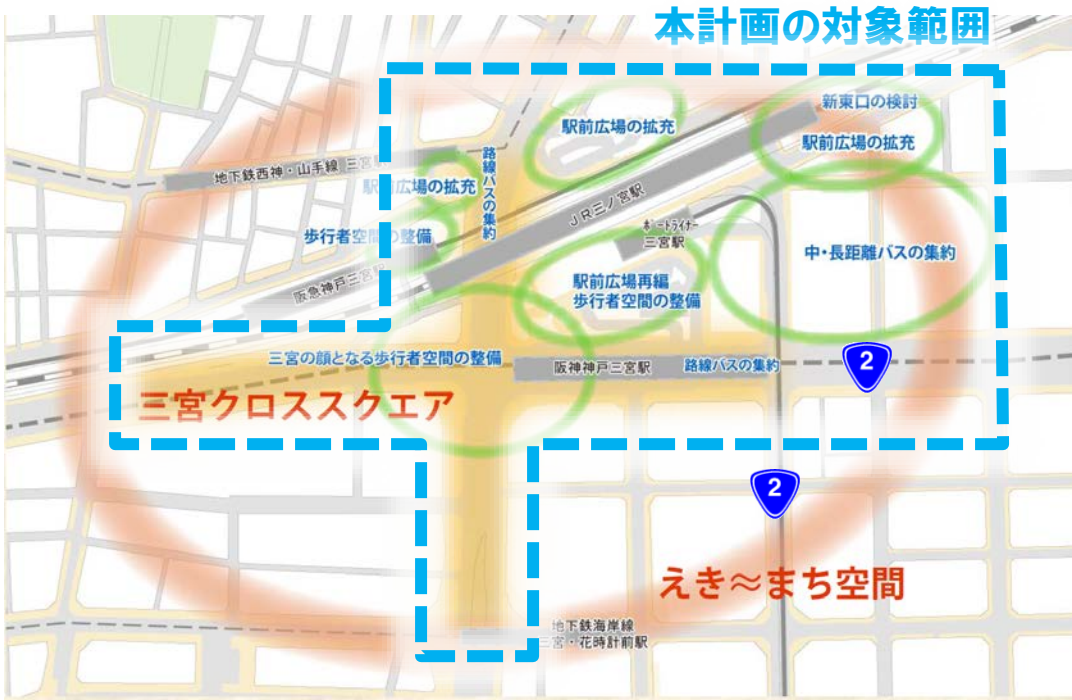 本計画の対象範囲
新東口の検討
駅前広場の拡充
駅前広場の拡充
路線バスの集約
地下鉄西神・山手線 三宮駅
駅前広場の拡充
JR三ノ宮駅
ポートライナー
三宮駅
歩行者空間の整備
中・長距離バスの集約
阪急神戸三宮駅
駅前広場再編
歩行者空間の整備
三宮の顔となる歩行者空間の整備
阪神神戸三宮駅
路線バスの集約
2
三宮クロススクエア
2
えき≈まち空間
地下鉄海岸線
三宮・花時計前駅